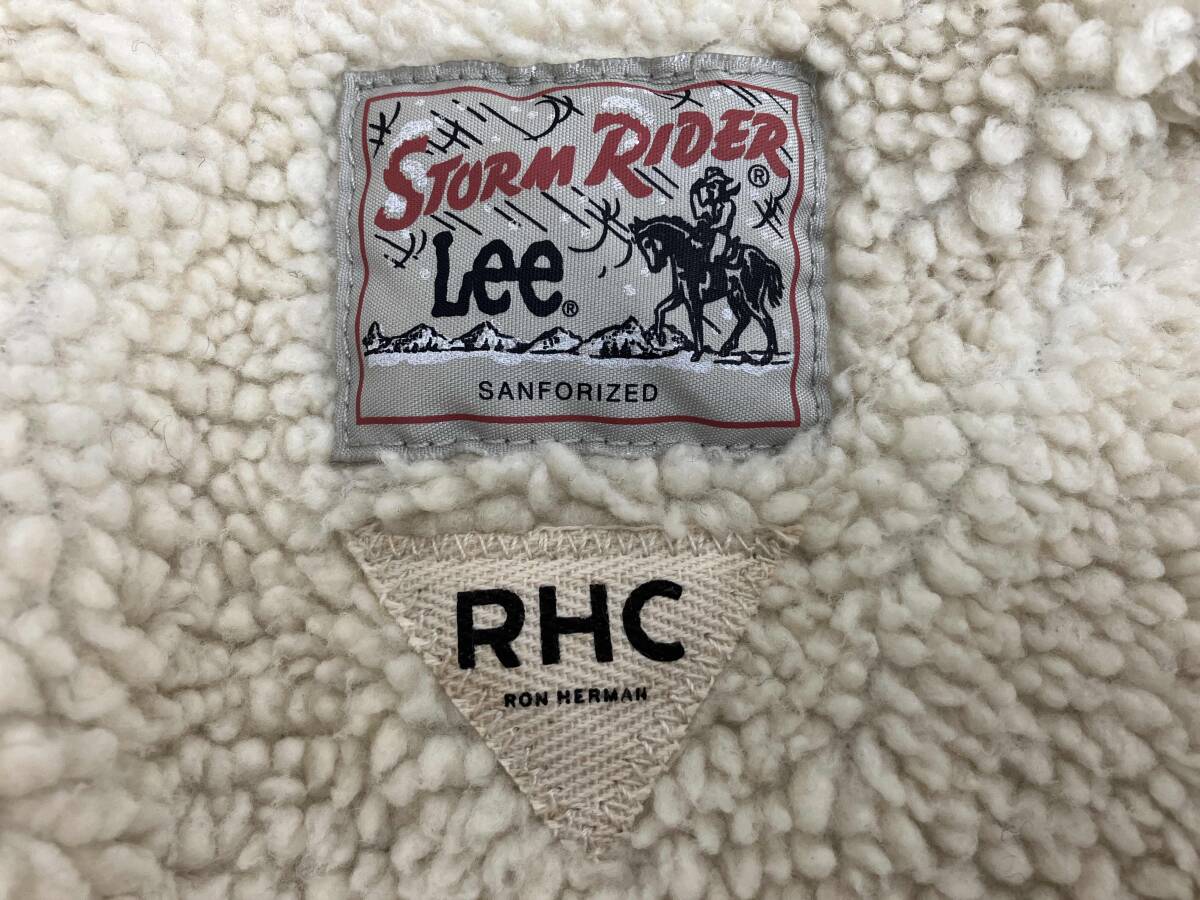 STORM RIDER ®
Lee®
SANFORIZED
RHC
RON HERMAN